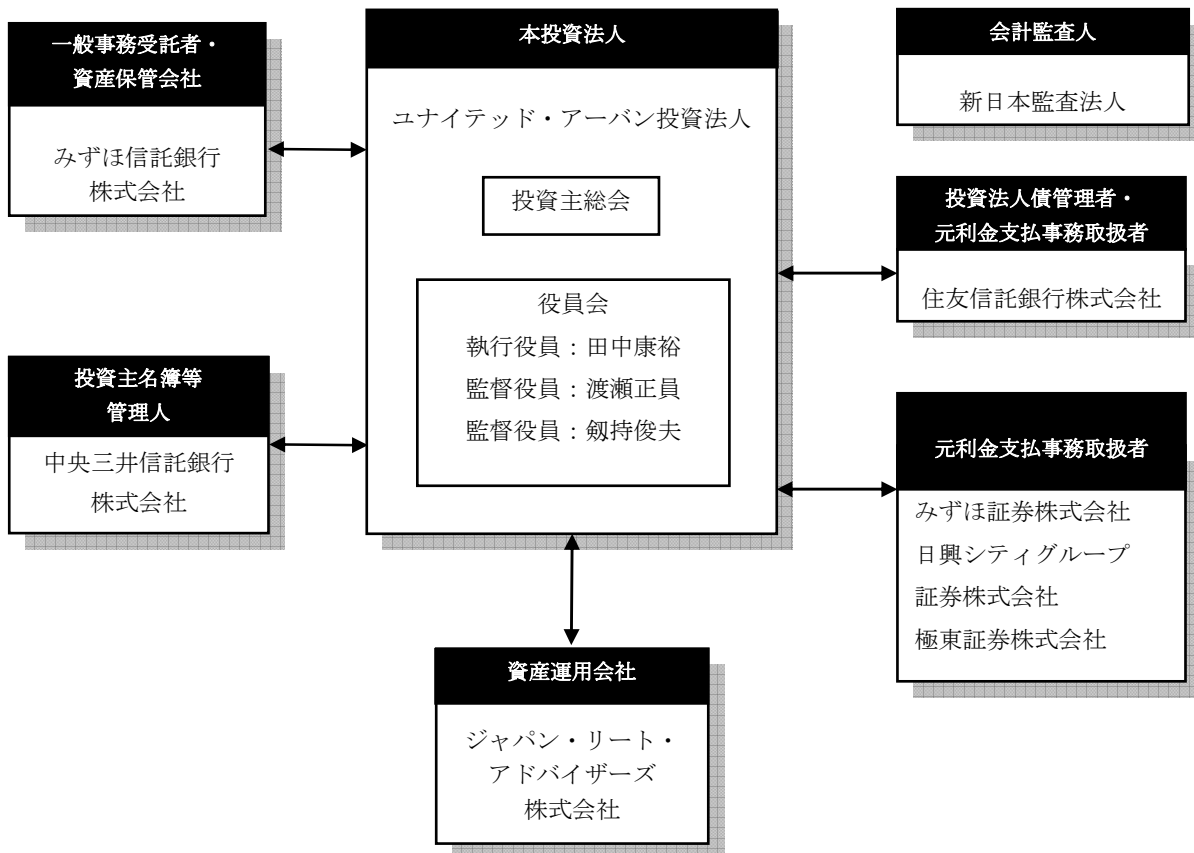 一般事務受託者・
資産保管会社
みずほ信託銀行
株式会社
投資主名簿等
管理人
中央三井信託銀行
株式会社
本投資法人
ユナイテッド・アーバン投資法人
投資主総会
役員会
執行役員：田中康裕
監督役員：渡瀬正員
監督役員：剱持俊夫
資産運用会社
ジャパン・リート・
アドバイザーズ
株式会社
会計監査人
新日本監査法人
投資法人債管理者・
元利金支払事務取扱者
住友信託銀行株式会社
元利金支払事務取扱者
みずほ証券株式会社
日興シティグループ
証券株式会社
極東証券株式会社